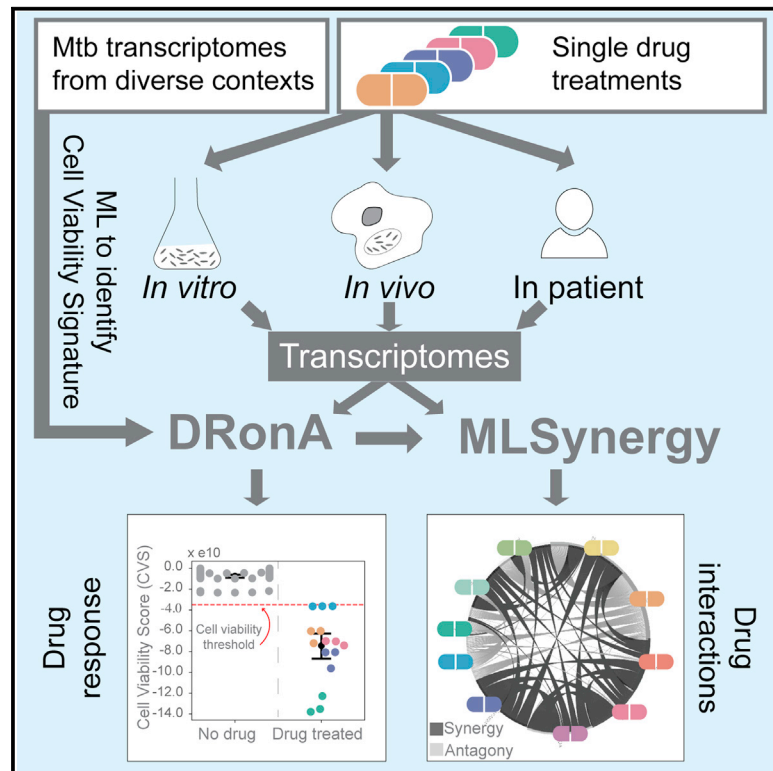 Mtb transcriptomes
from diverse contexts
Single drug
treatments
ML to identify
Cell Viability Signature
In vitro
In vivo
In patient
Transcriptomes
DRonA
MLSynergy
Drug
response
Cell Viability Score (CVS)
x e10
0.0
-2.0
-4.0
-6.0
-8.0
-10.0
-12.0
-14.0
Cell viability
threshold
No drug
Drug treated
Synergy
Antagony
Drug
interactions